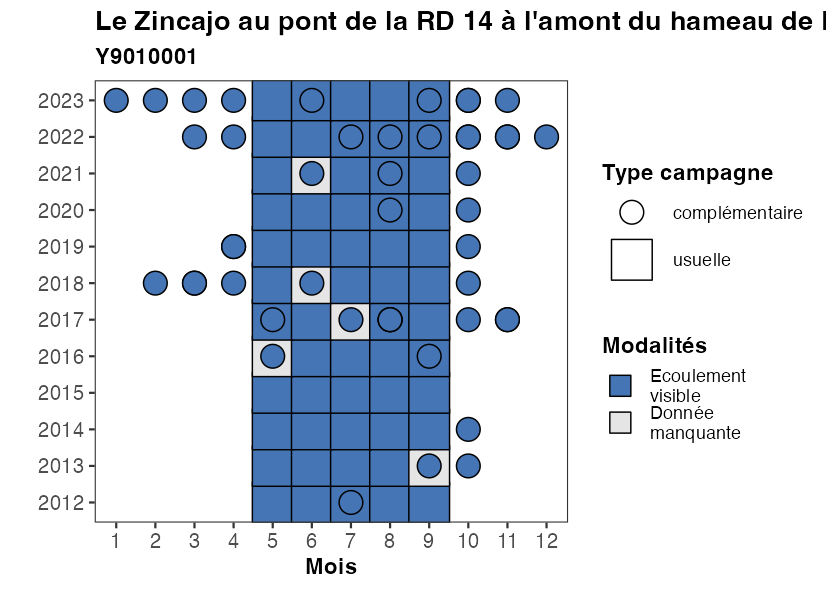 Le Zincajo au pont de la RD 14 à l'amont du hameau de
Y9010001
2023
2022
2021
2020
2019
2018
2017
2016
2015
2014
2013
2012
1 2 3 4 5 6 7 8 9 10 11 12
Mois
Type campagne
complémentaire
usuelle
Modalités
Ecoulement
visible
Donnée
manquante